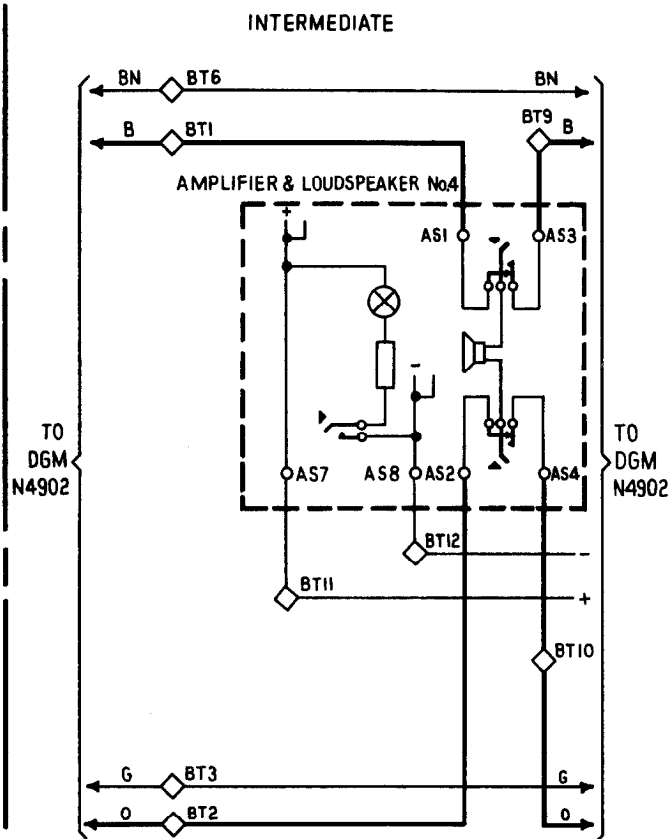 INTERMEDIATE
BN BT6 BN
B BT1 BT9 B
AMPLIFIER & LOUDSPEAKER No.4
+
AS1 AS3
-
TO DGM N4902
TO DGM N4902
AS7 AS8 AS2 AS4
BT12 -
BT11 +
BT10
G BT3 G
O BT2 O